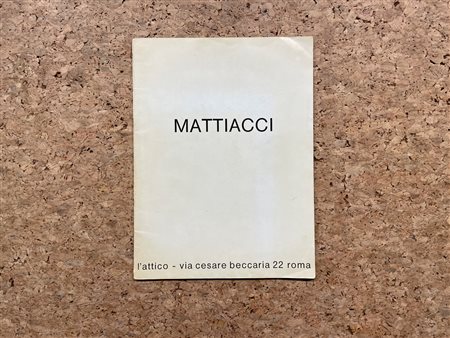 MATTIACCI
l'attico - via cesare beccaria 22 roma